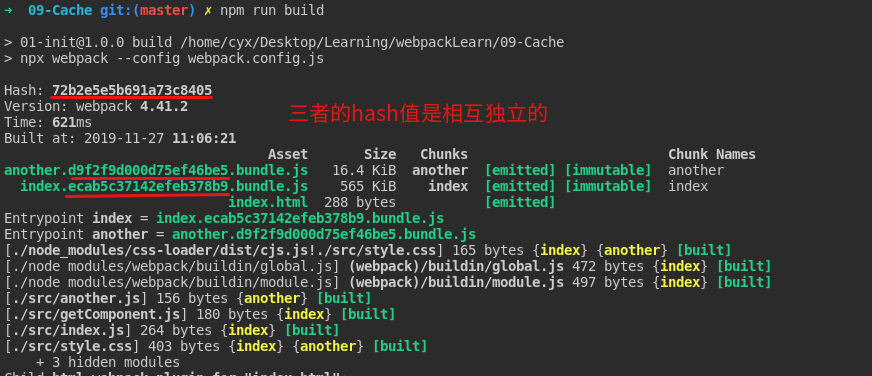 ➜  09-Cache git:(master) ✗ npm run build
> 01-init@1.0.0 build /home/cyx/Desktop/Learning/webpackLearn/09-Cache
> npx webpack --config webpack.config.js
Hash: 72b2e5e5b691a73c8405
Version: webpack 4.41.2
三者的hash值是相互独立的
Time: 621ms
Built at: 2019-11-27 11:06:21
Asset Size Chunks Chunk Names
another.d9f2f9d000d75ef46be5.bundle.js 16.4 KiB another [emitted] [immutable] another
index.ecab5c37142efeb378b9.bundle.js 565 KiB index [emitted] [immutable] index
index.html 288 bytes [emitted]
Entrypoint index = index.ecab5c37142efeb378b9.bundle.js
Entrypoint another = another.d9f2f9d000d75ef46be5.bundle.js
[./node_modules/css-loader/dist/cjs.js!./src/style.css] 165 bytes {index} {another} [built]
[./node_modules/webpack/buildin/global.js] (webpack)/buildin/global.js 472 bytes {index} [built]
[./node_modules/webpack/buildin/module.js] (webpack)/buildin/module.js 497 bytes {index} [built]
[./src/another.js] 156 bytes {another} [built]
[./src/getComponent.js] 180 bytes {index} [built]
[./src/index.js] 264 bytes {index} [built]
[./src/style.css] 403 bytes {index} {another} [built]
+ 3 hidden modules
Child html-webpack-plugin for "index.html":